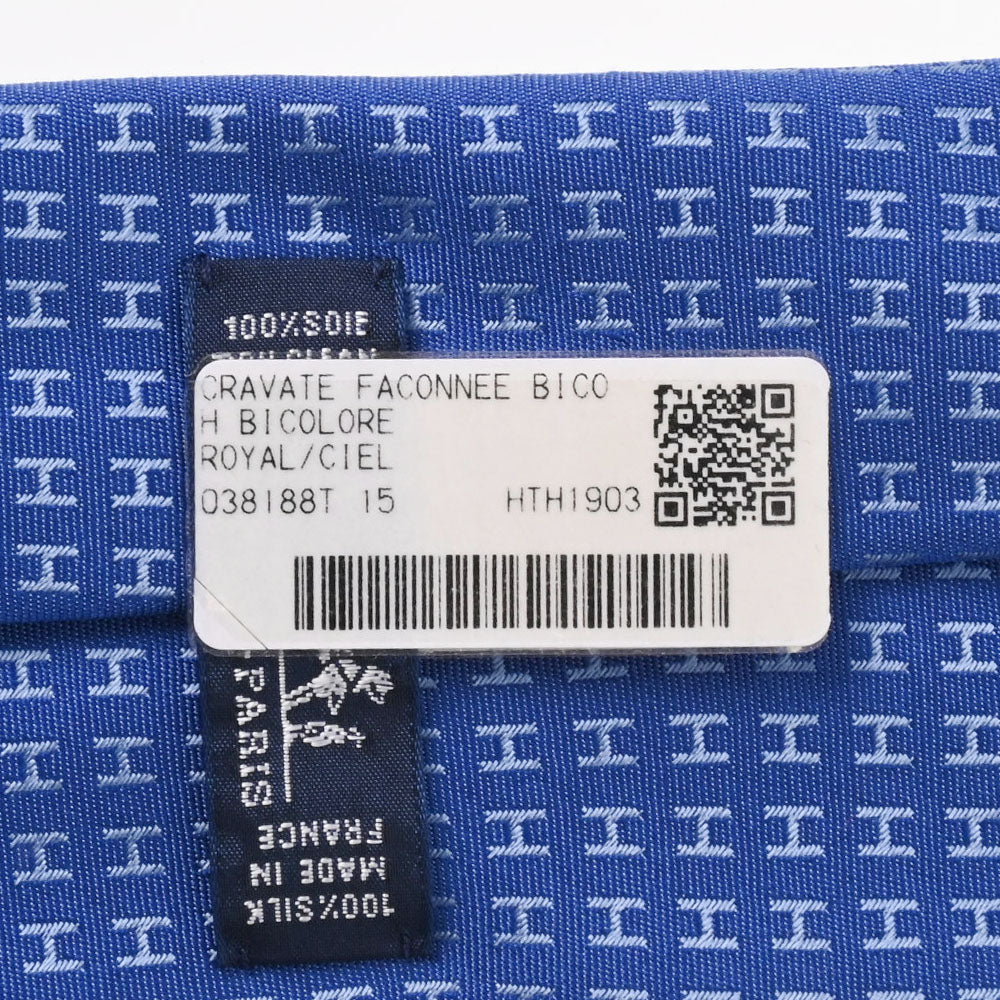 100%SOIE
CRAVATE FACONNEE BICO
H BICOLORE
ROYAL/CIEL
038188T 15 HTH1903
PARIS
100%SILK
MADE IN
FRANCE